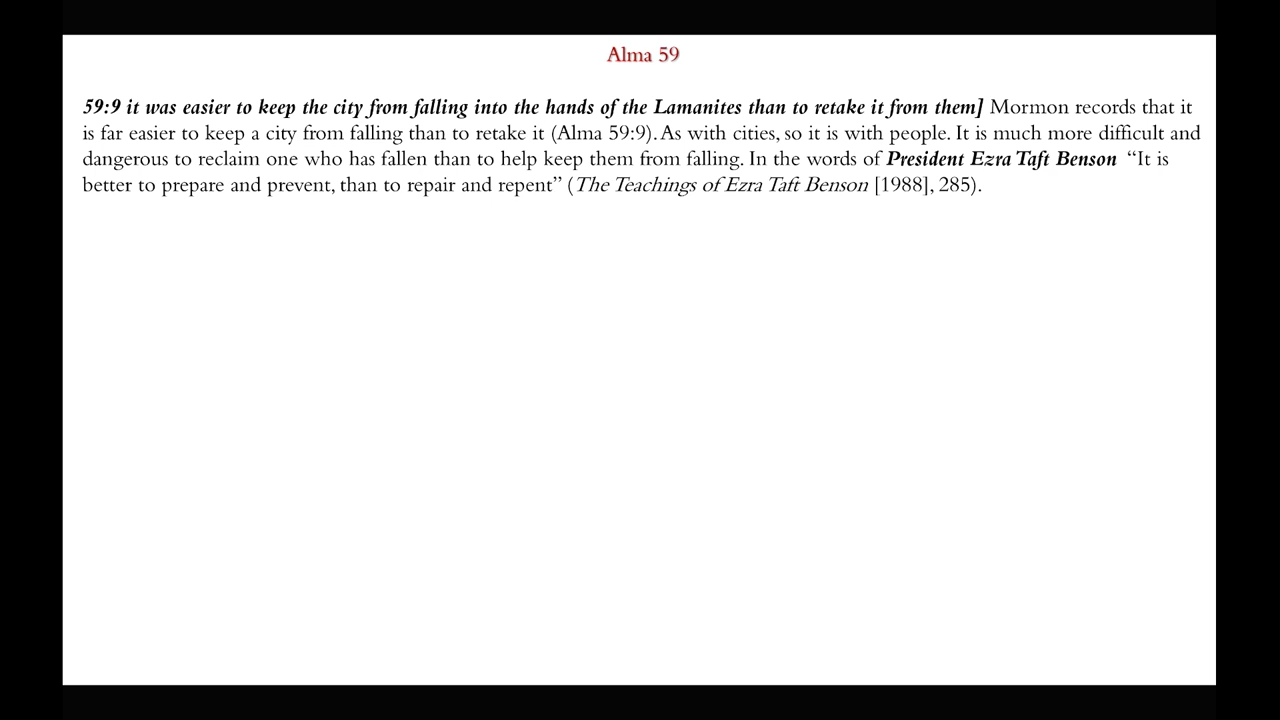 Alma 59
59:9 it was easier to keep the city from falling into the hands of the Lamanites than to retake it from them] Mormon records that it
is far easier to keep a city from falling than to retake it (Alma 59:9). As with cities, so it is with people. It is much more difficult and
dangerous to reclaim one who has fallen than to help keep them from falling. In the words of President Ezra Taft Benson “It is
better to prepare and prevent, than to repair and repent” (The Teachings of Ezra Taft Benson [1988], 285).